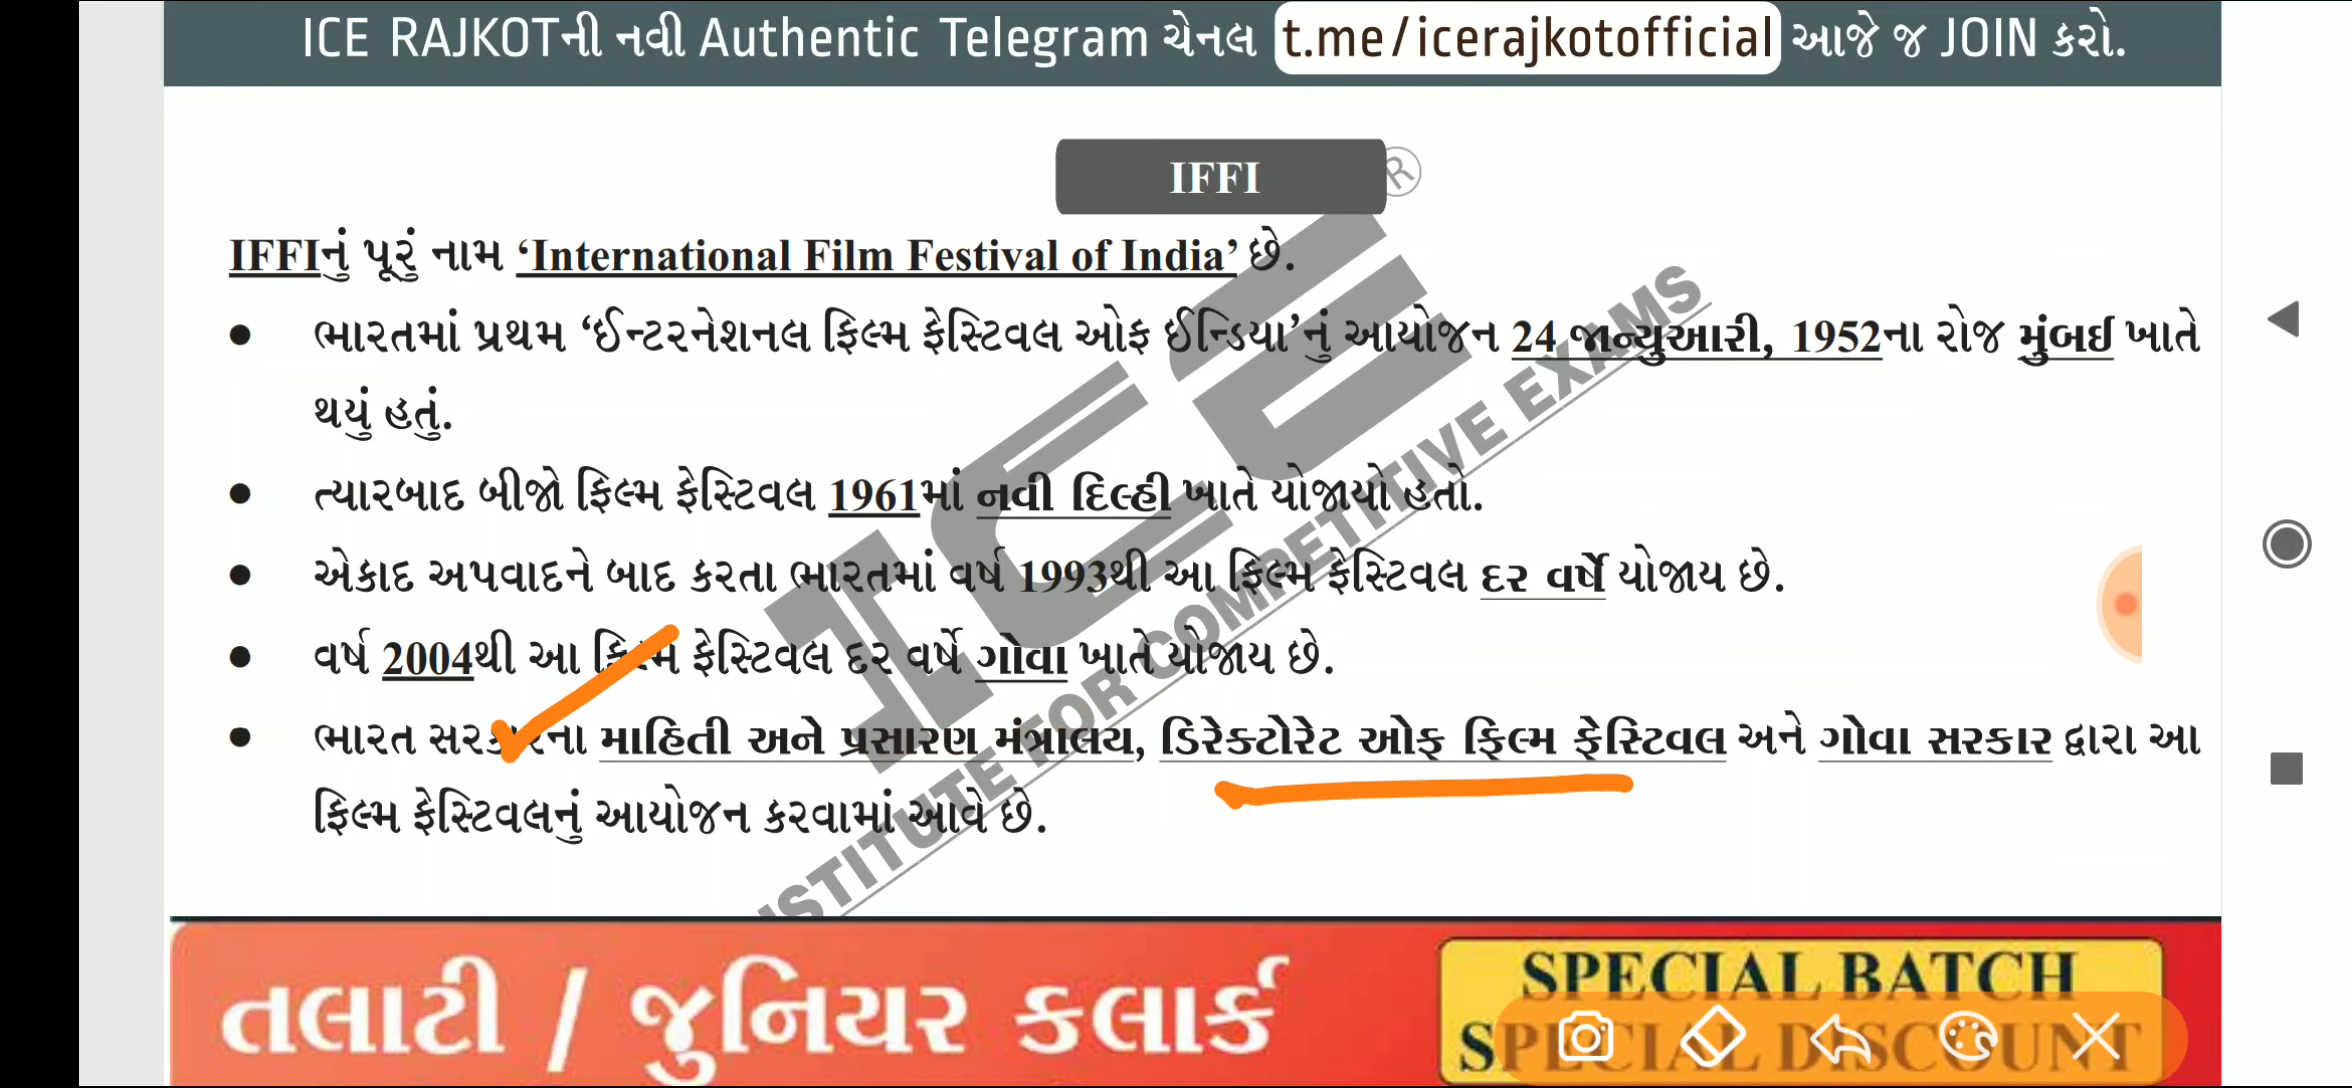 ICE RAJKOTની નવી Authentic Telegram ચેનલ t.me/icerajkotofficial આજે જ JOIN કરો.
IFFI
IFFIનું પૂરું નામ ‘International Film Festival of India’ છે.
● ભારતમાં પ્રથમ ‘ઈન્ટરનેશનલ ફિલ્મ ફેસ્ટિવલ ઓફ ઈન્ડિયા’નું આયોજન 24 જાન્યુઆરી, 1952ના રોજ મુંબઈ ખાતે
થયું હતું.
● ત્યારબાદ બીજો ફિલ્મ ફેસ્ટિવલ 1961માં નવી દિલ્હી ખાતે યોજાયો હતો.
● એકાદ અપવાદને બાદ કરતા ભારતમાં વર્ષ 1993થી આ ફિલ્મ ફેસ્ટિવલ દર વર્ષે યોજાય છે.
● વર્ષ 2004થી આ ફિલ્મ ફેસ્ટિવલ દર વર્ષે ગોવા ખાતે યોજાય છે.
● ભારત સરકારના માહિતી અને પ્રસારણ મંત્રાલય, ડિરેક્ટોરેટ ઓફ ફિલ્મ ફેસ્ટિવલ અને ગોવા સરકાર દ્વારા આ
ફિલ્મ ફેસ્ટિવલનું આયોજન કરવામાં આવે છે.
ICE ®
INSTITUTE FOR COMPETITIVE EXAMS
તલાટી / જુનિયર કલાર્ક
SPECIAL BATCH
SPECIAL DISCOUNT